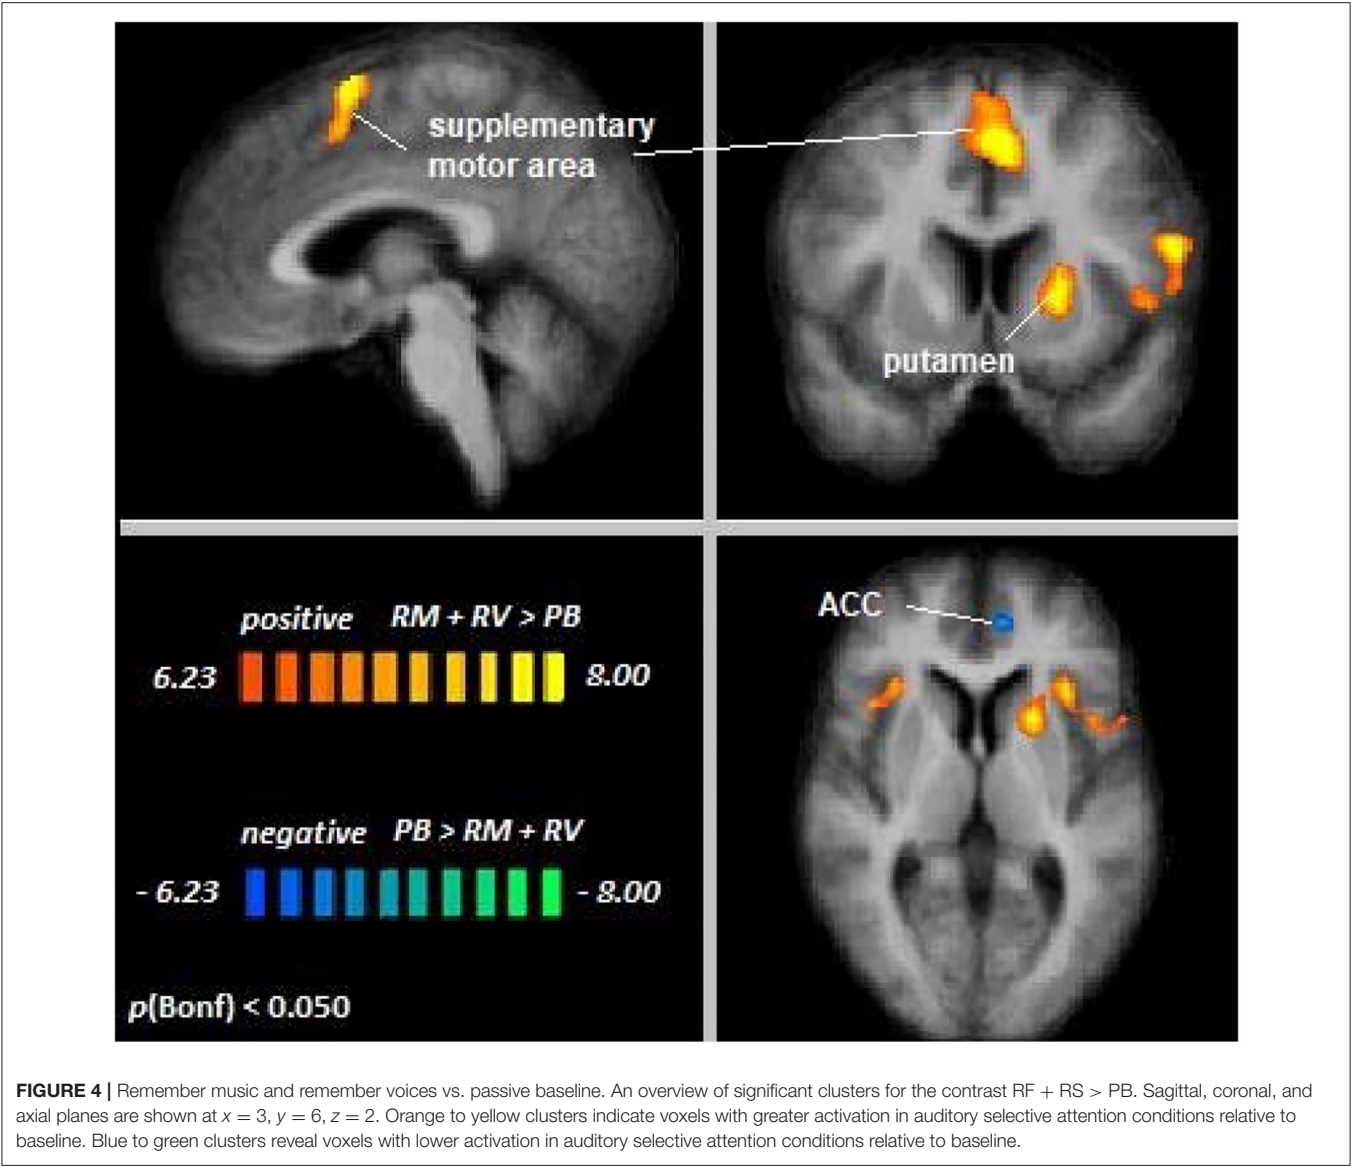 supplementary
motor area
putamen
positive RM + RV > PB
6.23 8.00
negative PB > RM + RV
- 6.23 - 8.00
p(Bonf) < 0.050
ACC
FIGURE 4 | Remember music and remember voices vs. passive baseline. An overview of significant clusters for the contrast RF + RS > PB. Sagittal, coronal, and
axial planes are shown at x = 3, y = 6, z = 2. Orange to yellow clusters indicate voxels with greater activation in auditory selective attention conditions relative to
baseline. Blue to green clusters reveal voxels with lower activation in auditory selective attention conditions relative to baseline.